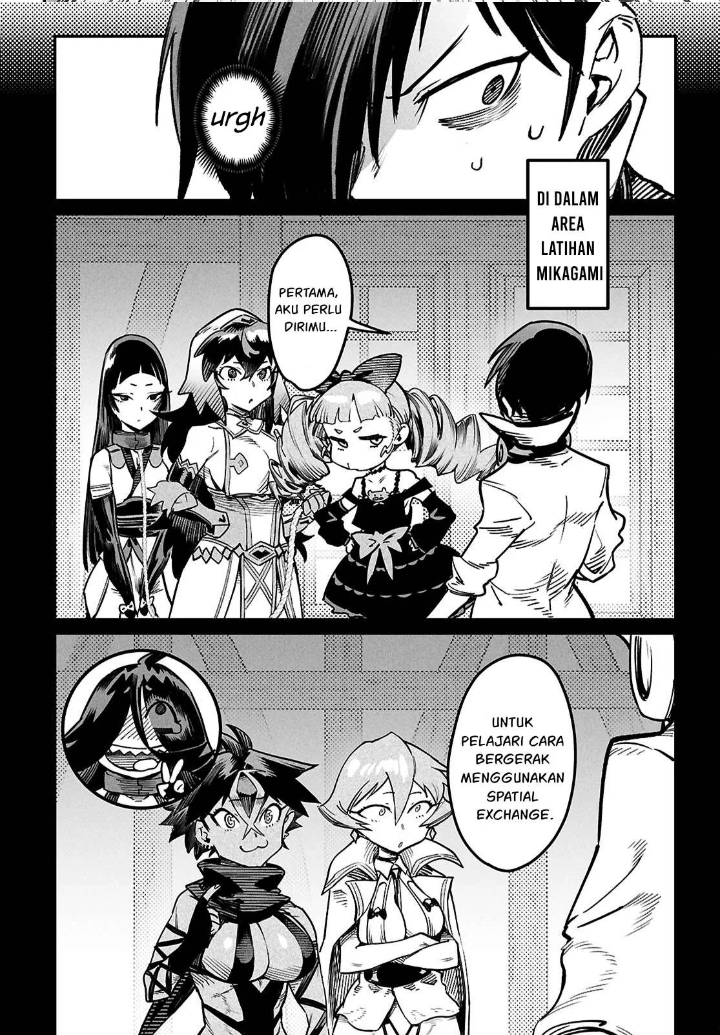 urgh
DI DALAM
AREA
LATIHAN
MIKAGAMI
PERTAMA,
AKU PERLU
DIRIMU...
UNTUK
PELAJARI CARA
BERGERAK
MENGGUNAKAN
SPATIAL
EXCHANGE.